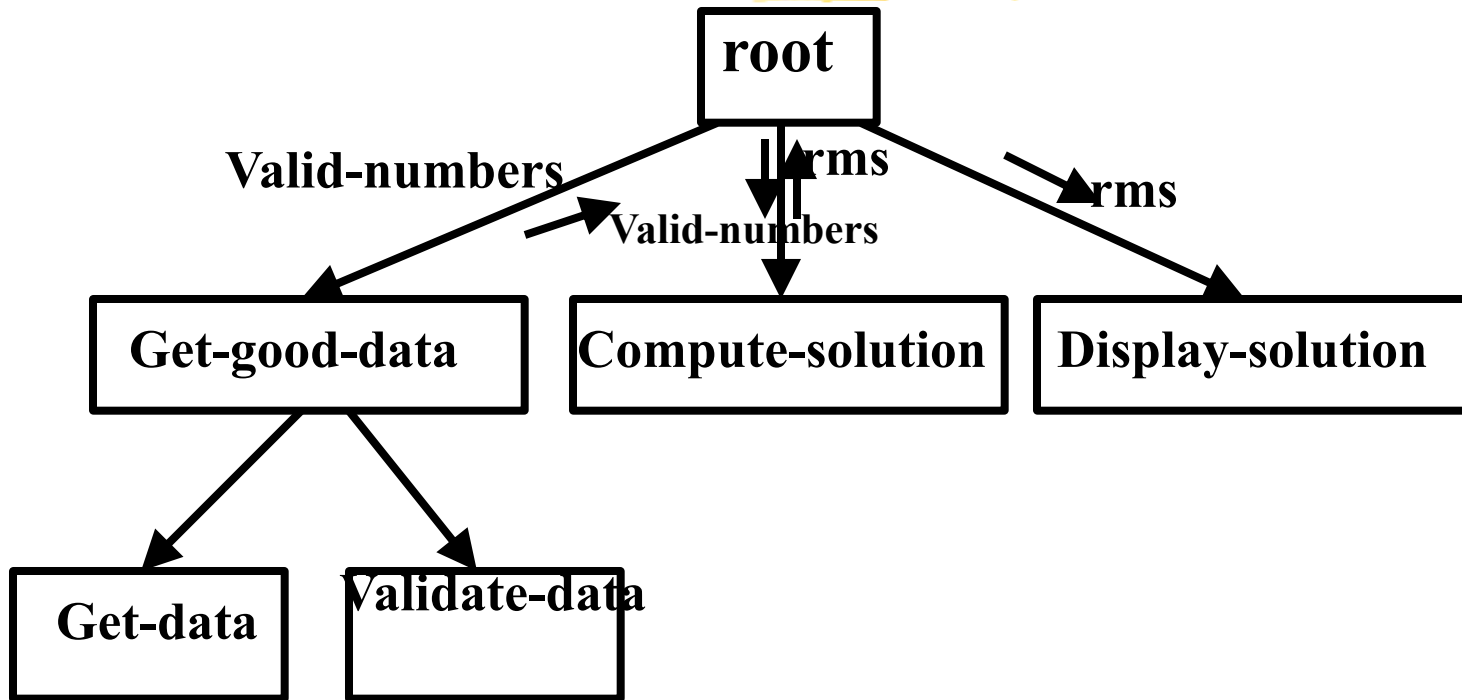 root
Valid-numbers
rms
rms
Valid-numbers
Get-good-data
Compute-solution
Display-solution
Get-data
Validate-data